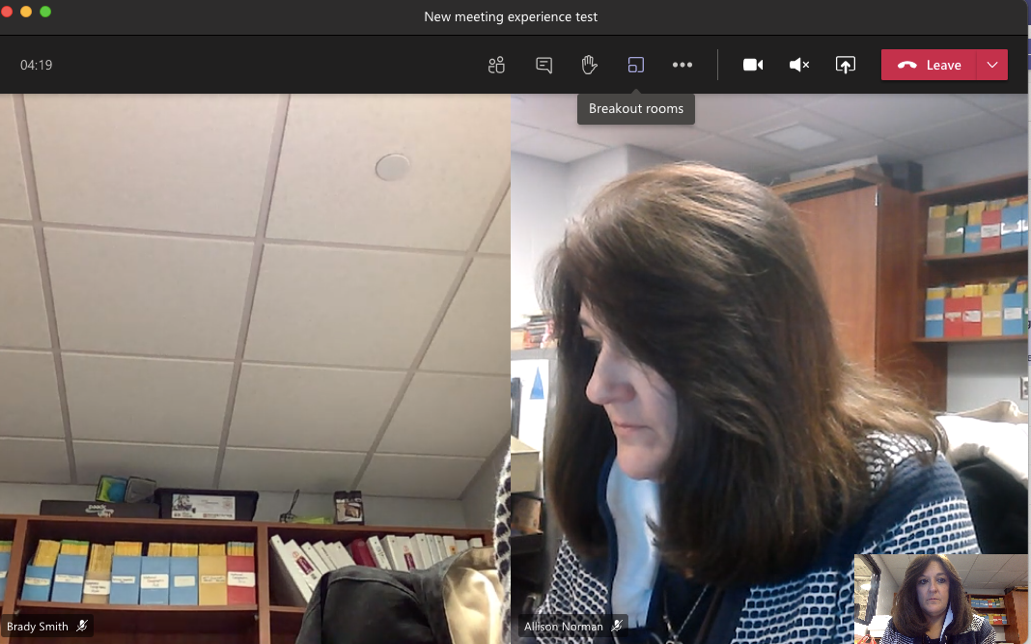 New meeting experience test
04:19
Leave
Breakout rooms
Brady Smith
Allison Norman